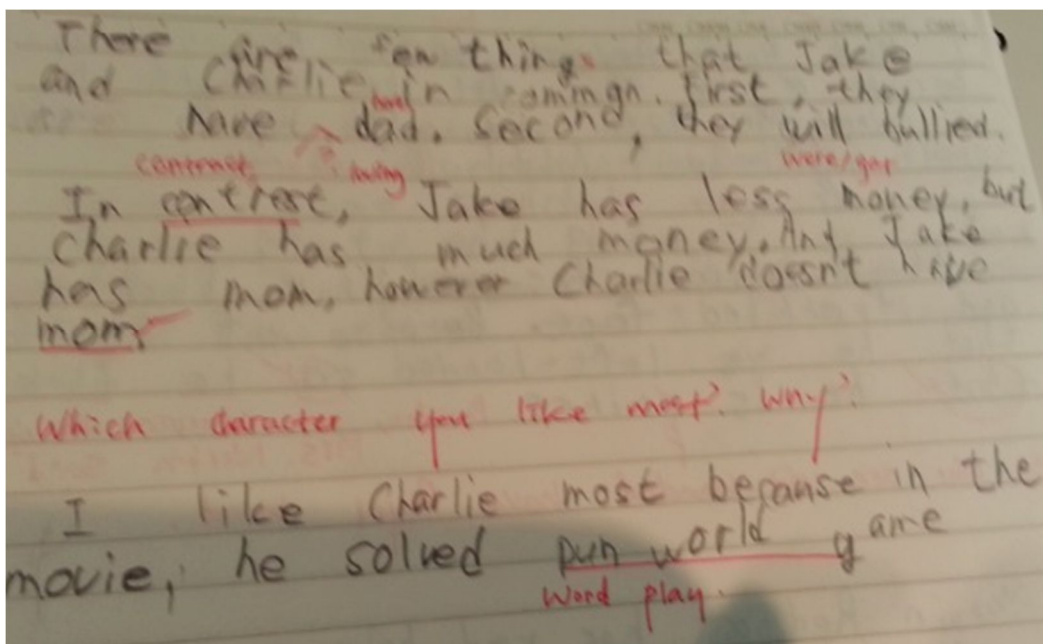 There are few things that Jake
and Charlie in comingn. First, they
have dad. Second, they will bullied.
contrast
were/got
In contrest, Jake has less money, but
Charlie has much money. And, Jake
has mom, however Charlie doesn't have
mom
Which character you like most? Why?
I like Charlie most because in the
movie, he solved pun world game
word play.